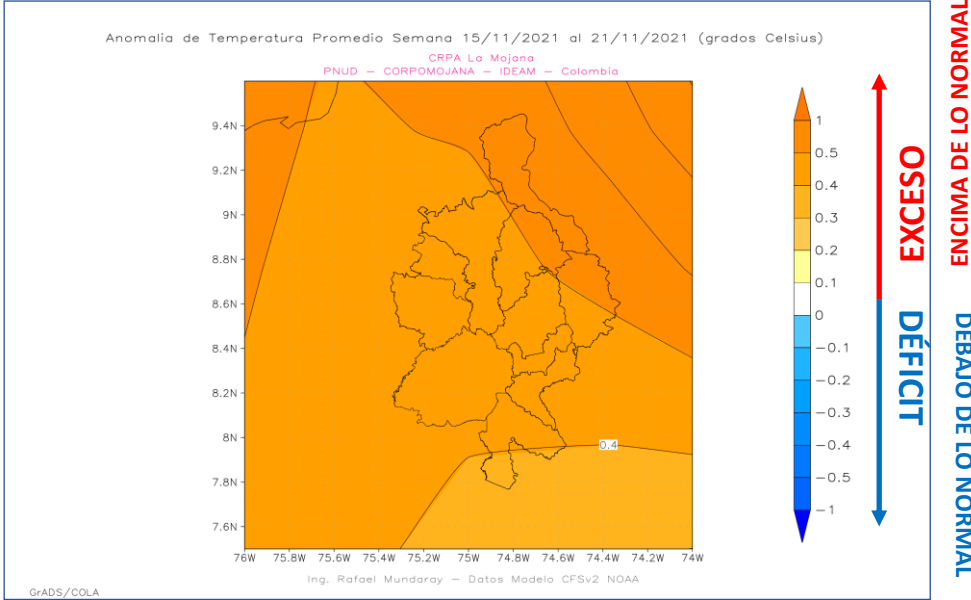 Anomalia de Temperatura Promedio Semana 15/11/2021 al 21/11/2021 (grados Celsius)
CRPA La Mojana
PNUD – CORPOMOJANA – IDEAM – Colombia
9.4N
9.2N
9N
8.8N
8.6N
8.4N
8.2N
8N
7.8N
7.6N
0.4
76W 75.8W 75.6W 75.4W 75.2W 75W 74.8W 74.6W 74.4W 74.2W 74W
Ing. Rafael Mundaray – Datos Modelo CFSv2 NOAA
GrADS/COLA
1
0.5
0.4
0.3
0.2
0.1
0
−0.1
−0.2
−0.3
−0.4
−0.5
−1
EXCESO
DÉFICIT
ENCIMA DE LO NORMAL
DEBAJO DE LO NORMAL